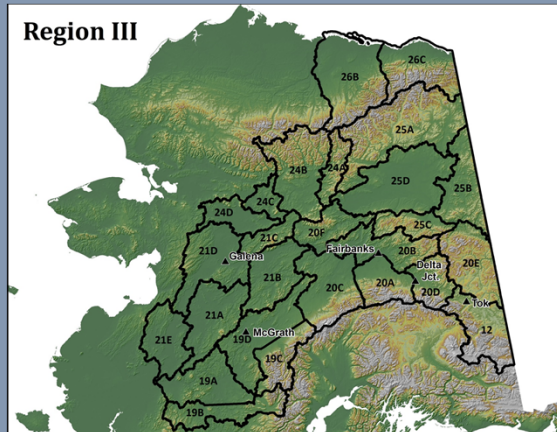 Region III
26B
26C
25A
24B
24A
25D
25B
24C
24D
21C
20F
25C
21D
Galena
Fairbanks
20B
20E
21B
Delta
Jct.
20C
20A
20D
Tok
21A
McGrath
19D
12
21E
19C
19A
19B